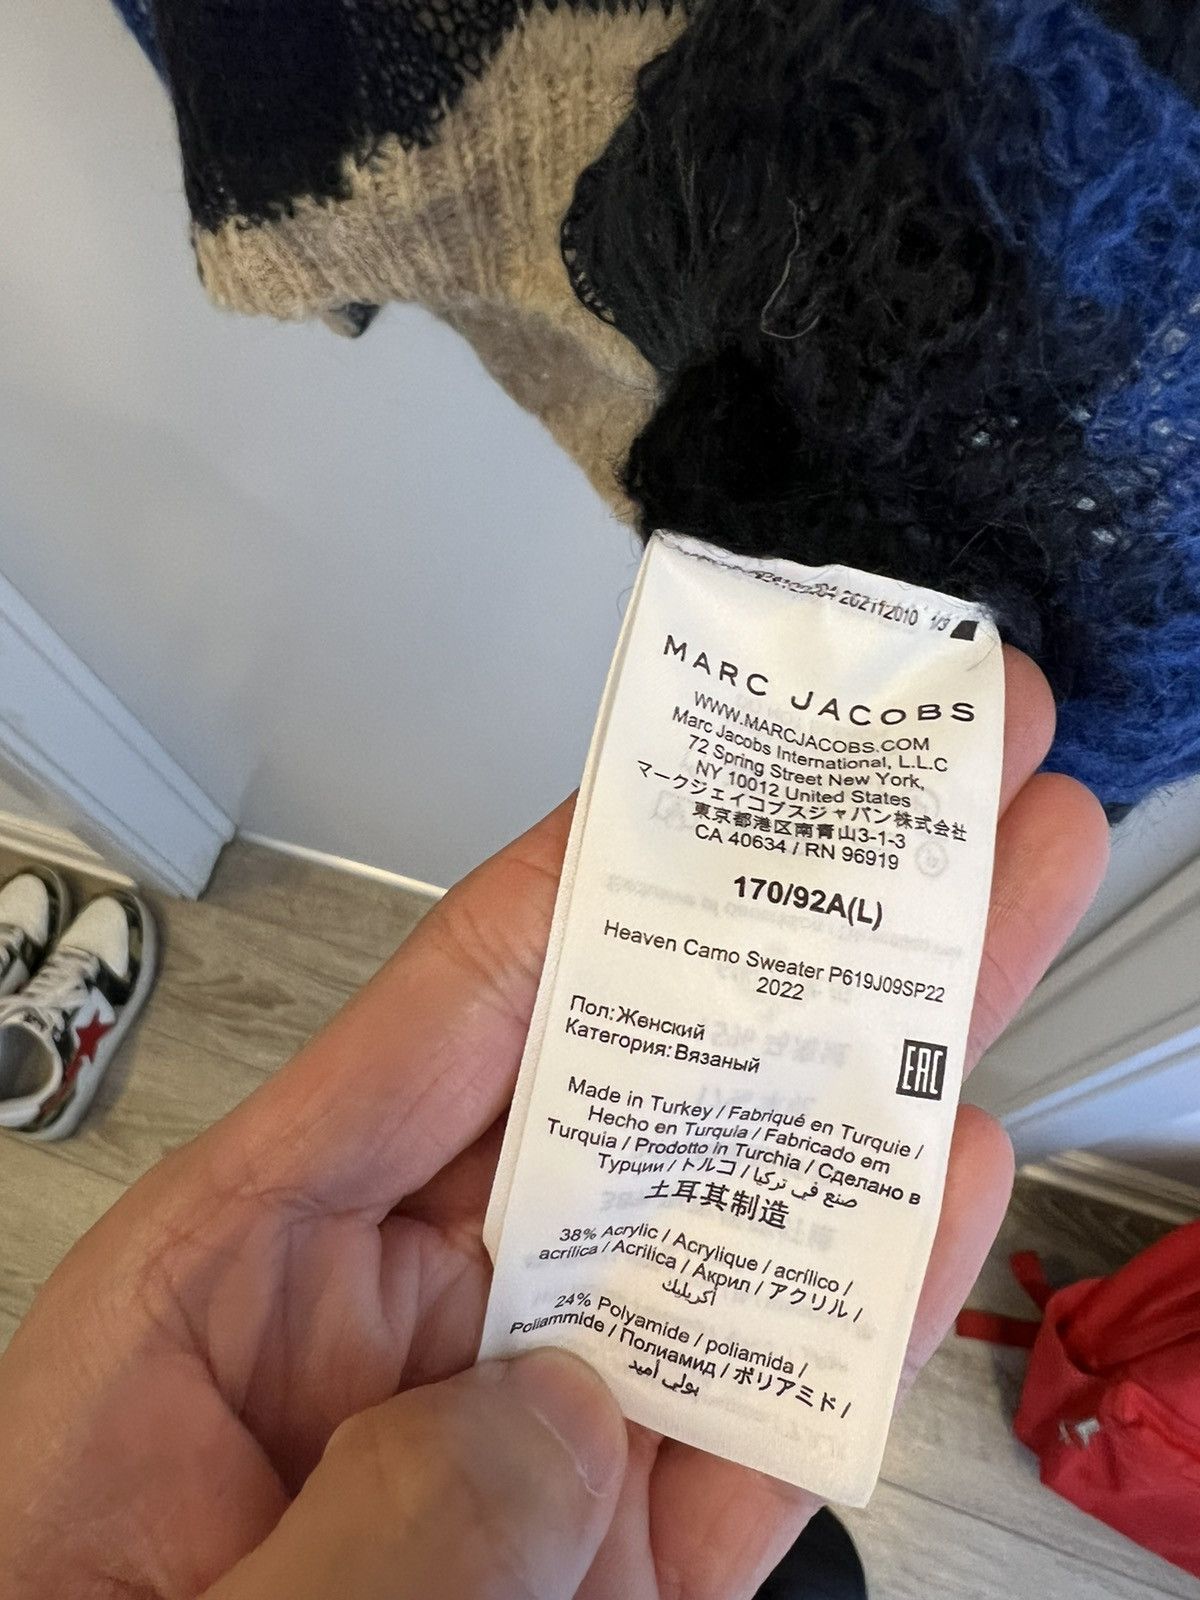 202112010 1/9
MARC JACOBS
WWW.MARCJACOBS.COM
Marc Jacobs International, L.L.C
72 Spring Street New York,
NY 10012 United States
マークジェイコブスジャパン株式会社
東京都港区南青山3-1-3
CA 40634 / RN 96919
170/92A(L)
Heaven Camo Sweater P619J09SP22
2022
Пол:Женский
Категория:Вязаный
EAC
Made in Turkey / Fabriqué en Turquie /
Hecho en Turquía / Fabricado em
Turquia / Prodotto in Turchia / Сделано в
Турции / トルコ / صنع في تركيا
土耳其制造
38% Acrylic / Acrylique / acrílico /
acrílica / Acrilica / Акрил / アクリル /
أكريليك
24% Polyamide / poliamida /
Poliammide / Полиамид / ポリアミド /
بولي أميد